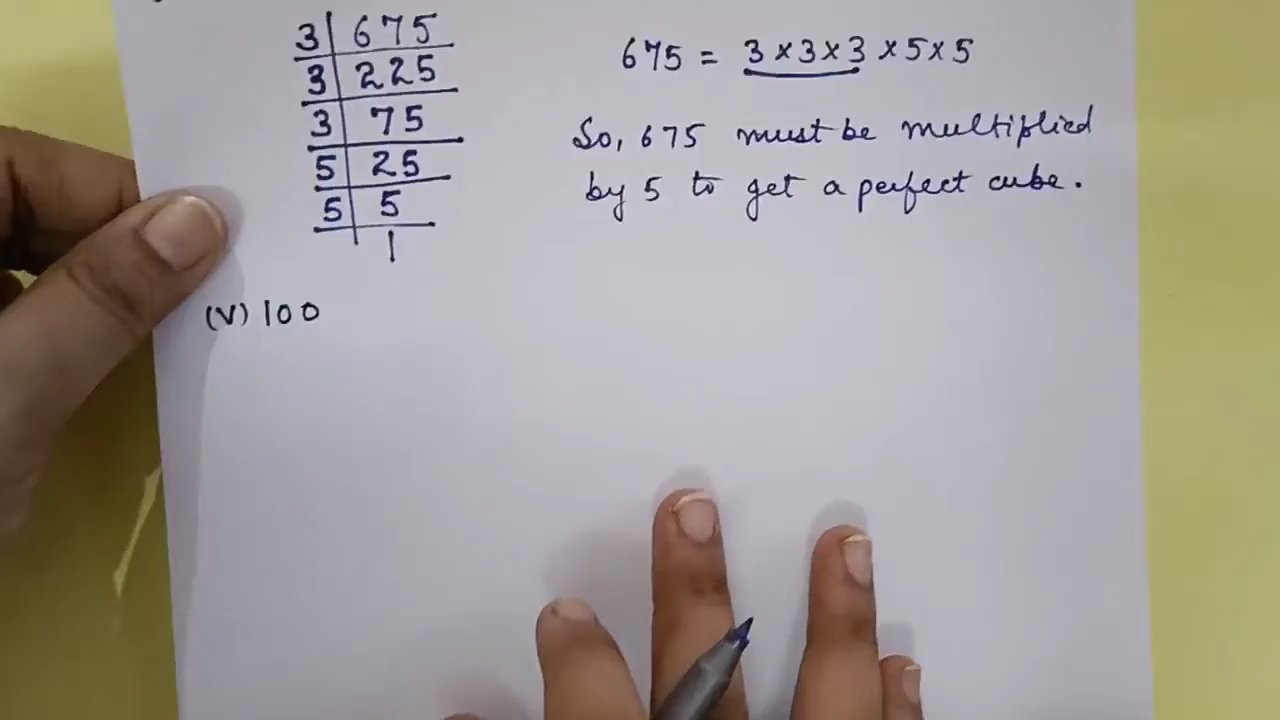 3 | 675
3 | 225
3 | 75
5 | 25
5 | 5
1
675 = 3 × 3 × 3 × 5 × 5
So, 675 must be multiplied
by 5 to get a perfect cube.
(V) 100